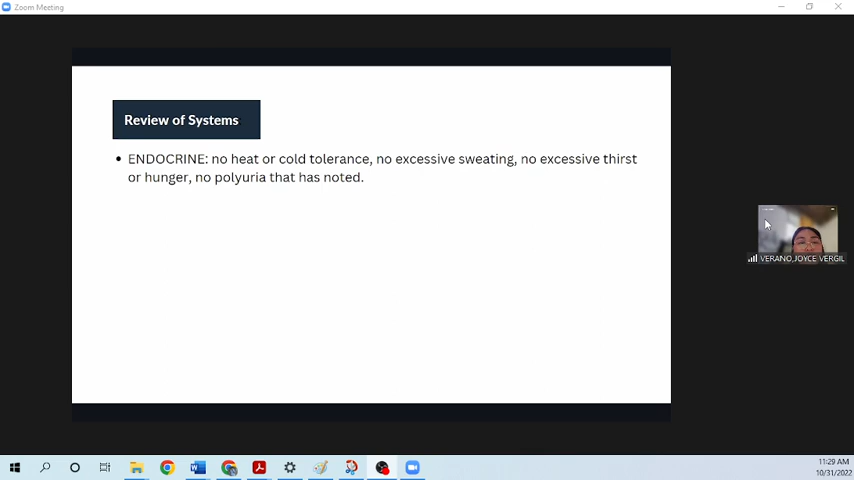 Zoom Meeting
Review of Systems
• ENDOCRINE: no heat or cold tolerance, no excessive sweating, no excessive thirst
or hunger, no polyuria that has noted.
VERANO,JOYCE VERGIL
11:29 AM
10/31/2022